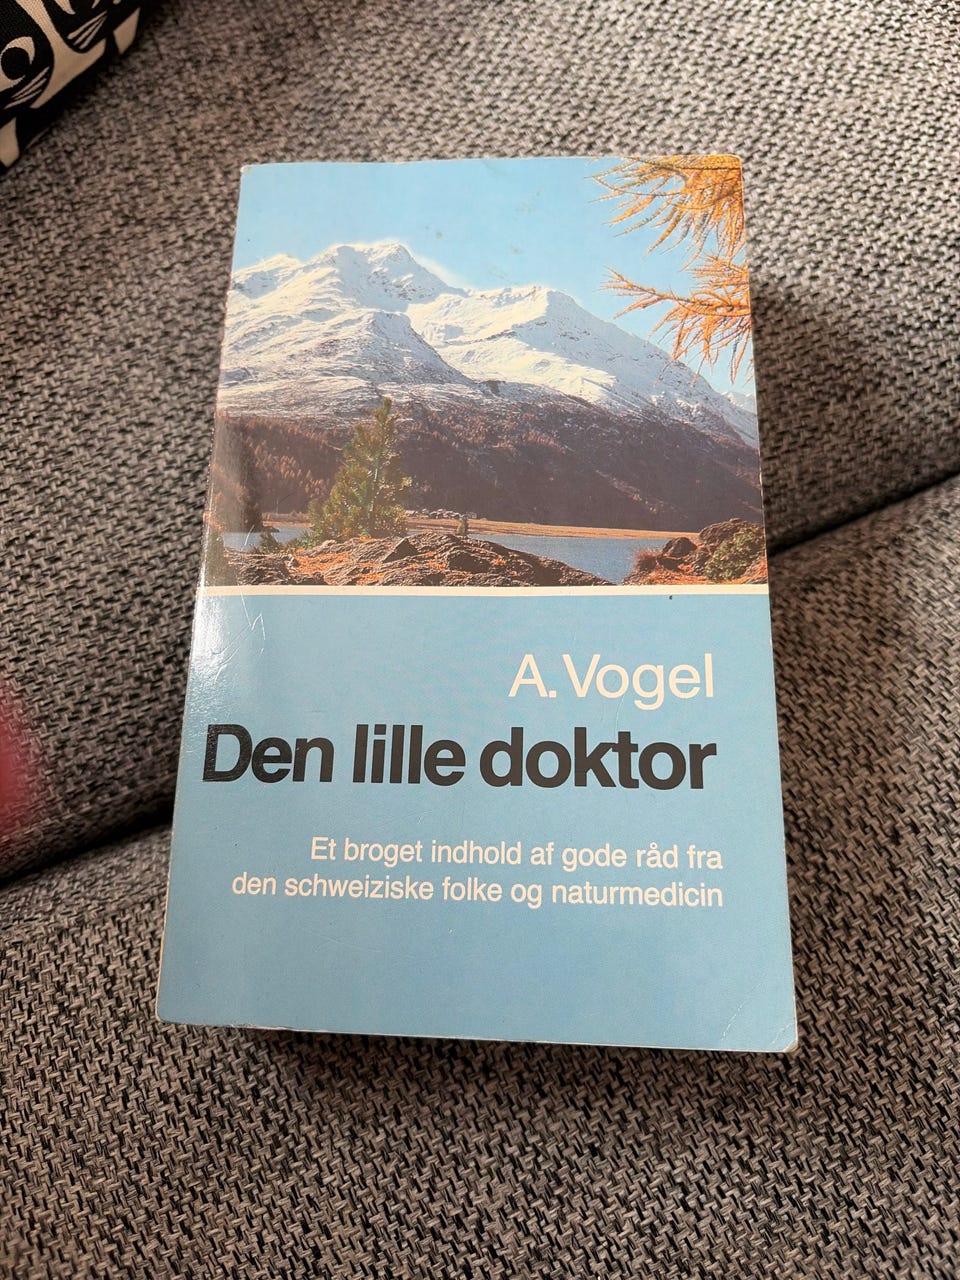 A. Vogel
Den lille doktor
Et broget indhold af gode råd fra
den schweiziske folke og naturmedicin